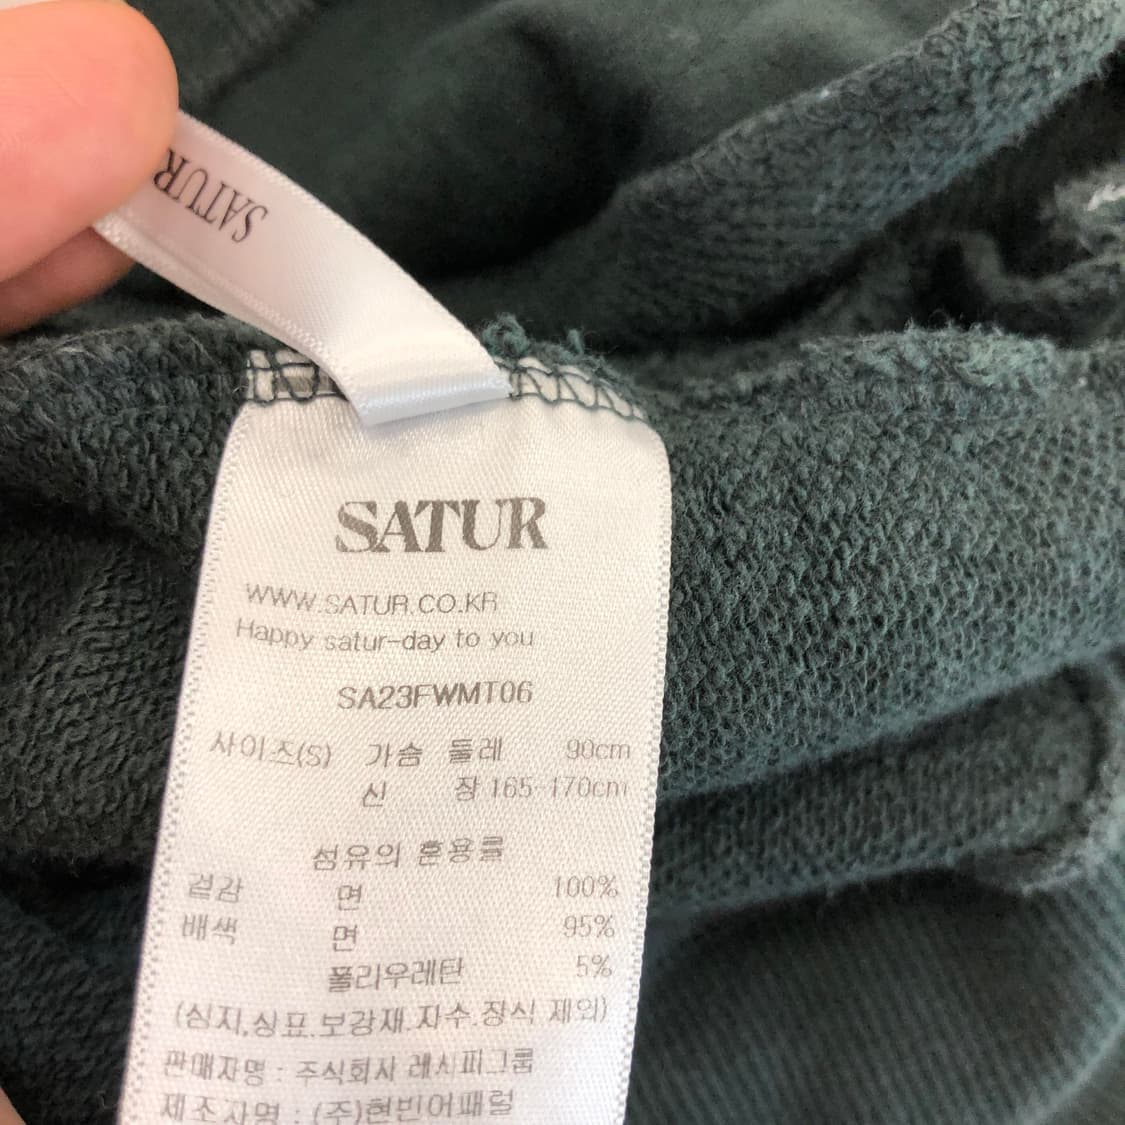 SATUR
SATUR
WWW.SATUR.CO.KR
Happy satur-day to you
SA23FWMT06
사이즈(S) 가슴 둘레 90cm
신 장 165-170cm
섬유의 혼용률
겉감 면 100%
배색 면 95%
폴리우레탄 5%
(심지,심표,보강재,자수,장식 제외)
판매자명 : 주식회사 레시피그룹
제조자명 : (주)현빈어패럴